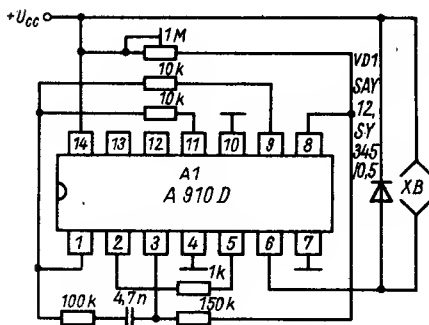 +Ucc
1M
10k
10k
VD1
SAY
12,
SY
345
/0,5
14 13 12 11 10 9 8
A1
A 910 D
XB
1 2 3 4 5 6 7
1k
100k
4,7n
150k